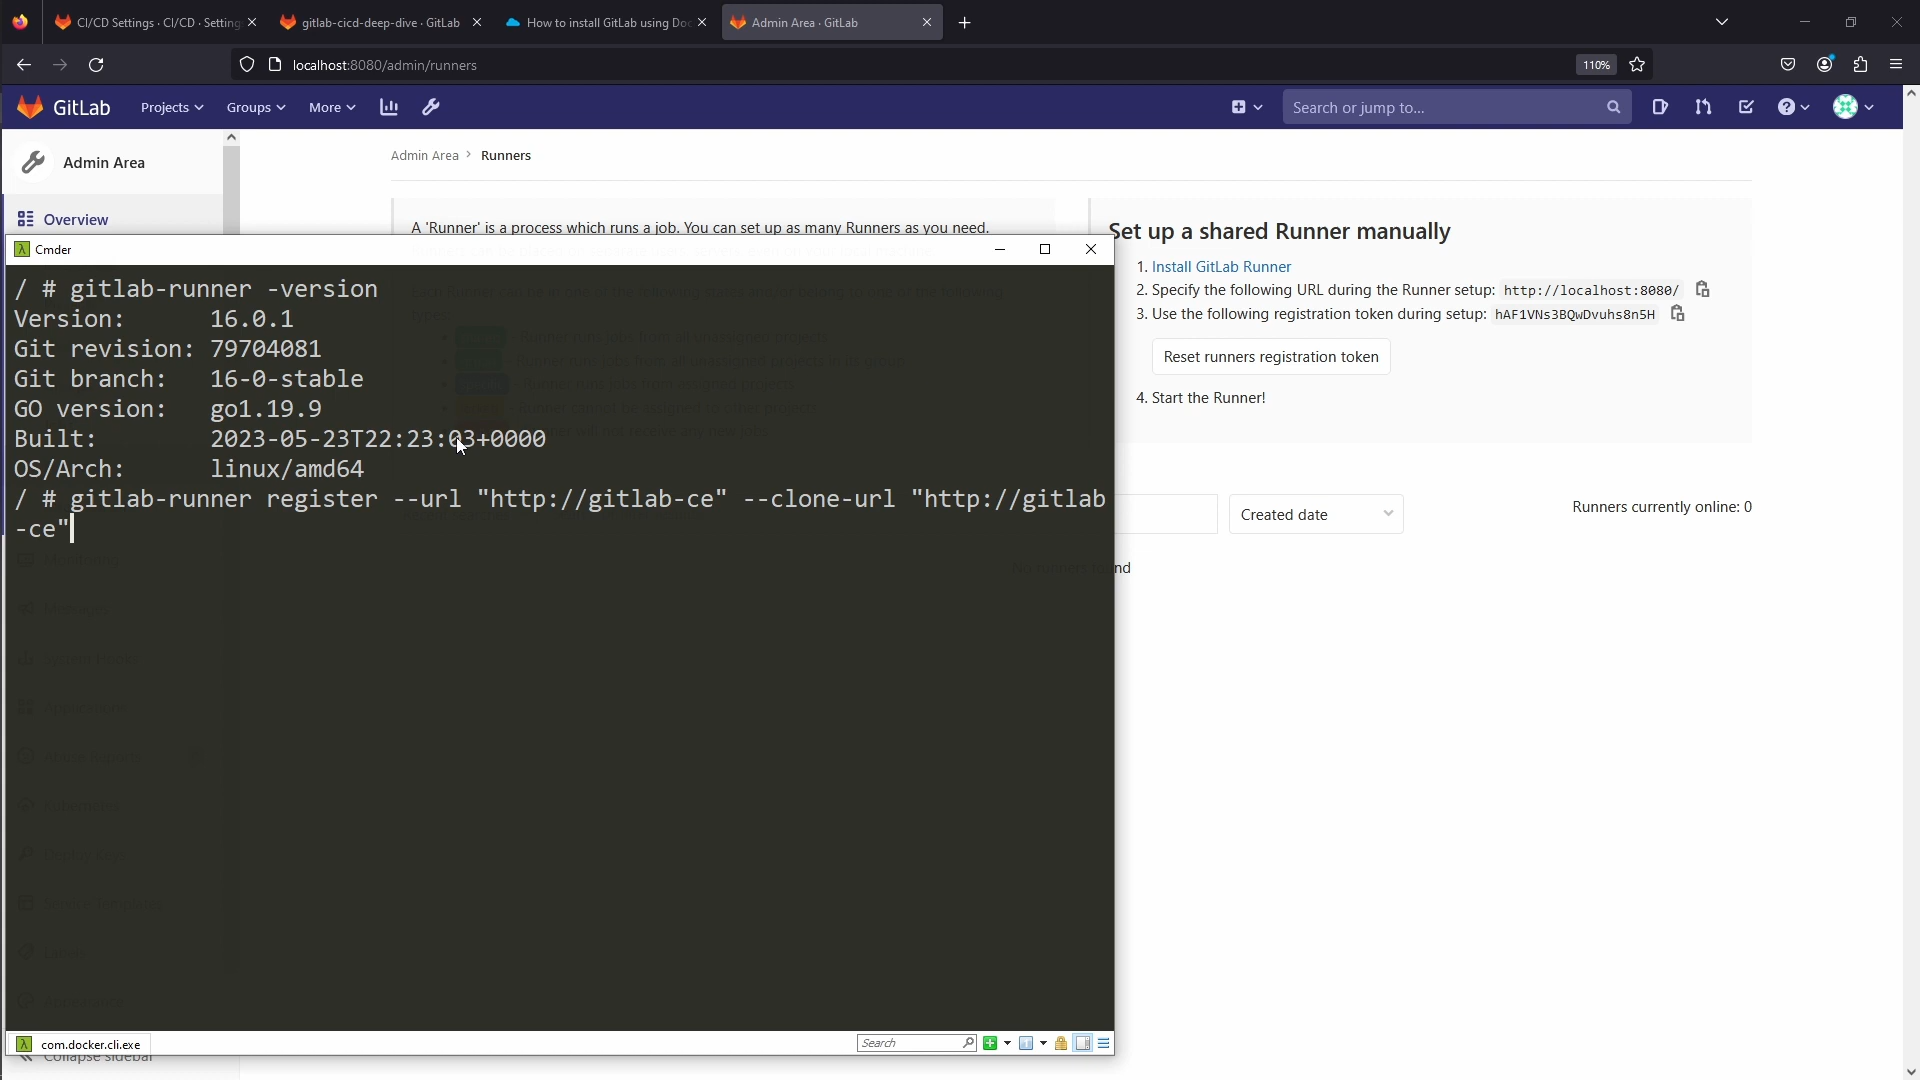 CI/CD Settings · CI/CD · Setting
gitlab-cicd-deep-dive · GitLab
How to install GitLab using Do
Admin Area · GitLab
localhost:8080/admin/runners
110%
GitLab
Projects
Groups
More
Search or jump to...
Admin Area
Overview
Admin Area > Runners
A 'Runner' is a process which runs a job. You can set up as many Runners as you need.
Set up a shared Runner manually
1. Install GitLab Runner
2. Specify the following URL during the Runner setup: http://localhost:8080/
3. Use the following registration token during setup: hAF1VNs3BQwDvuhs8n5H
Reset runners registration token
4. Start the Runner!
Created date
Runners currently online: 0
Cmder
/ # gitlab-runner -version
Version: 16.0.1
Git revision: 79704081
Git branch: 16-0-stable
GO version: go1.19.9
Built: 2023-05-23T22:23:03+0000
OS/Arch: linux/amd64
/ # gitlab-runner register --url "http://gitlab-ce" --clone-url "http://gitlab
-ce"
com.docker.cli.exe
Search
Collapse sidebar